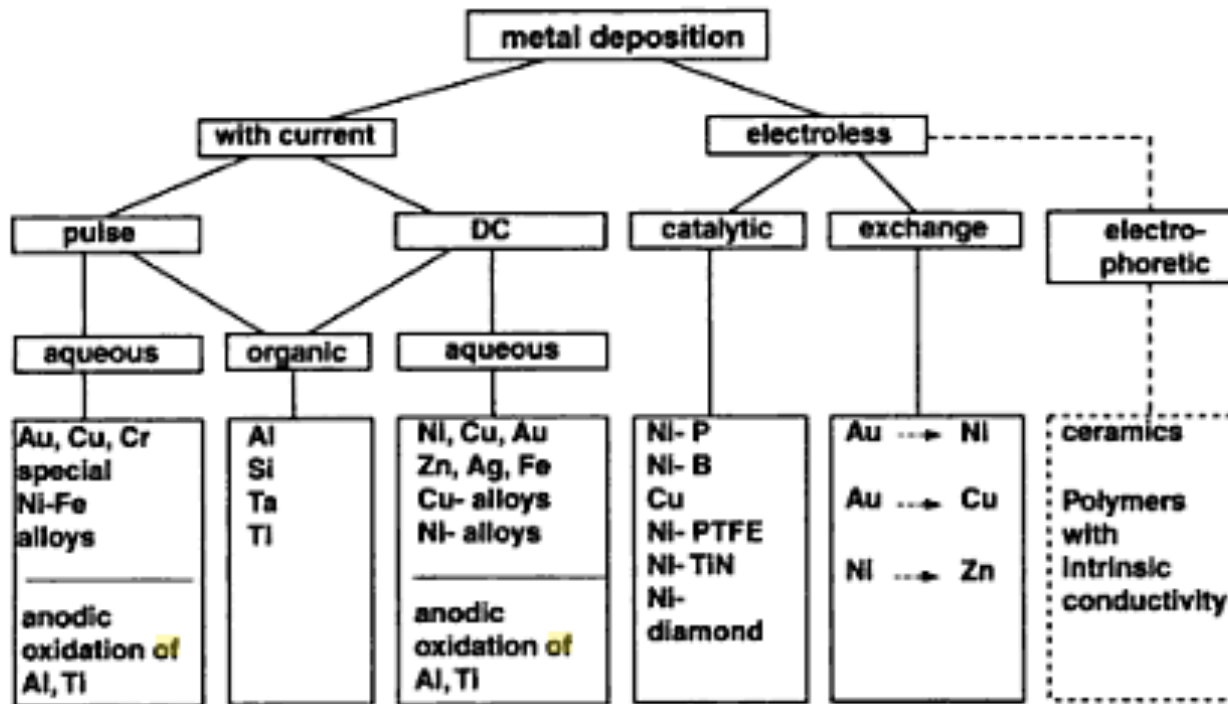 metal deposition
with current
electroless
pulse
DC
catalytic
exchange
electro-
phoretic
aqueous
organic
aqueous
Au, Cu, Cr
special
Ni-Fe
alloys
anodic
oxidation of
Al, Ti
Al
Si
Ta
Ti
Ni, Cu, Au
Zn, Ag, Fe
Cu- alloys
Ni- alloys
anodic
oxidation of
Al, Ti
Ni- P
Ni- B
Cu
Ni- PTFE
Ni- TiN
Ni-
diamond
Au --► Ni
Au --► Cu
Ni --► Zn
ceramics
Polymers
with
intrinsic
conductivity